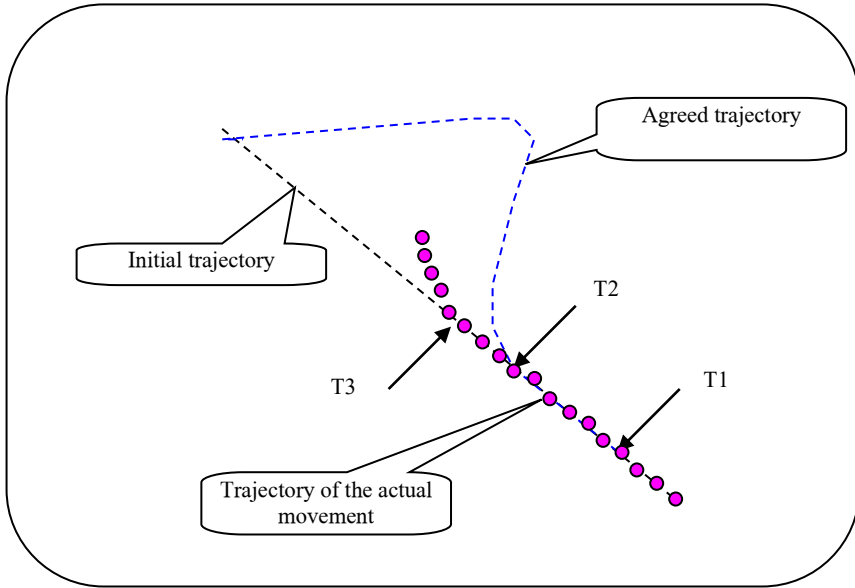 Agreed trajectory
Initial trajectory
T2
T3
T1
Trajectory of the actual
movement